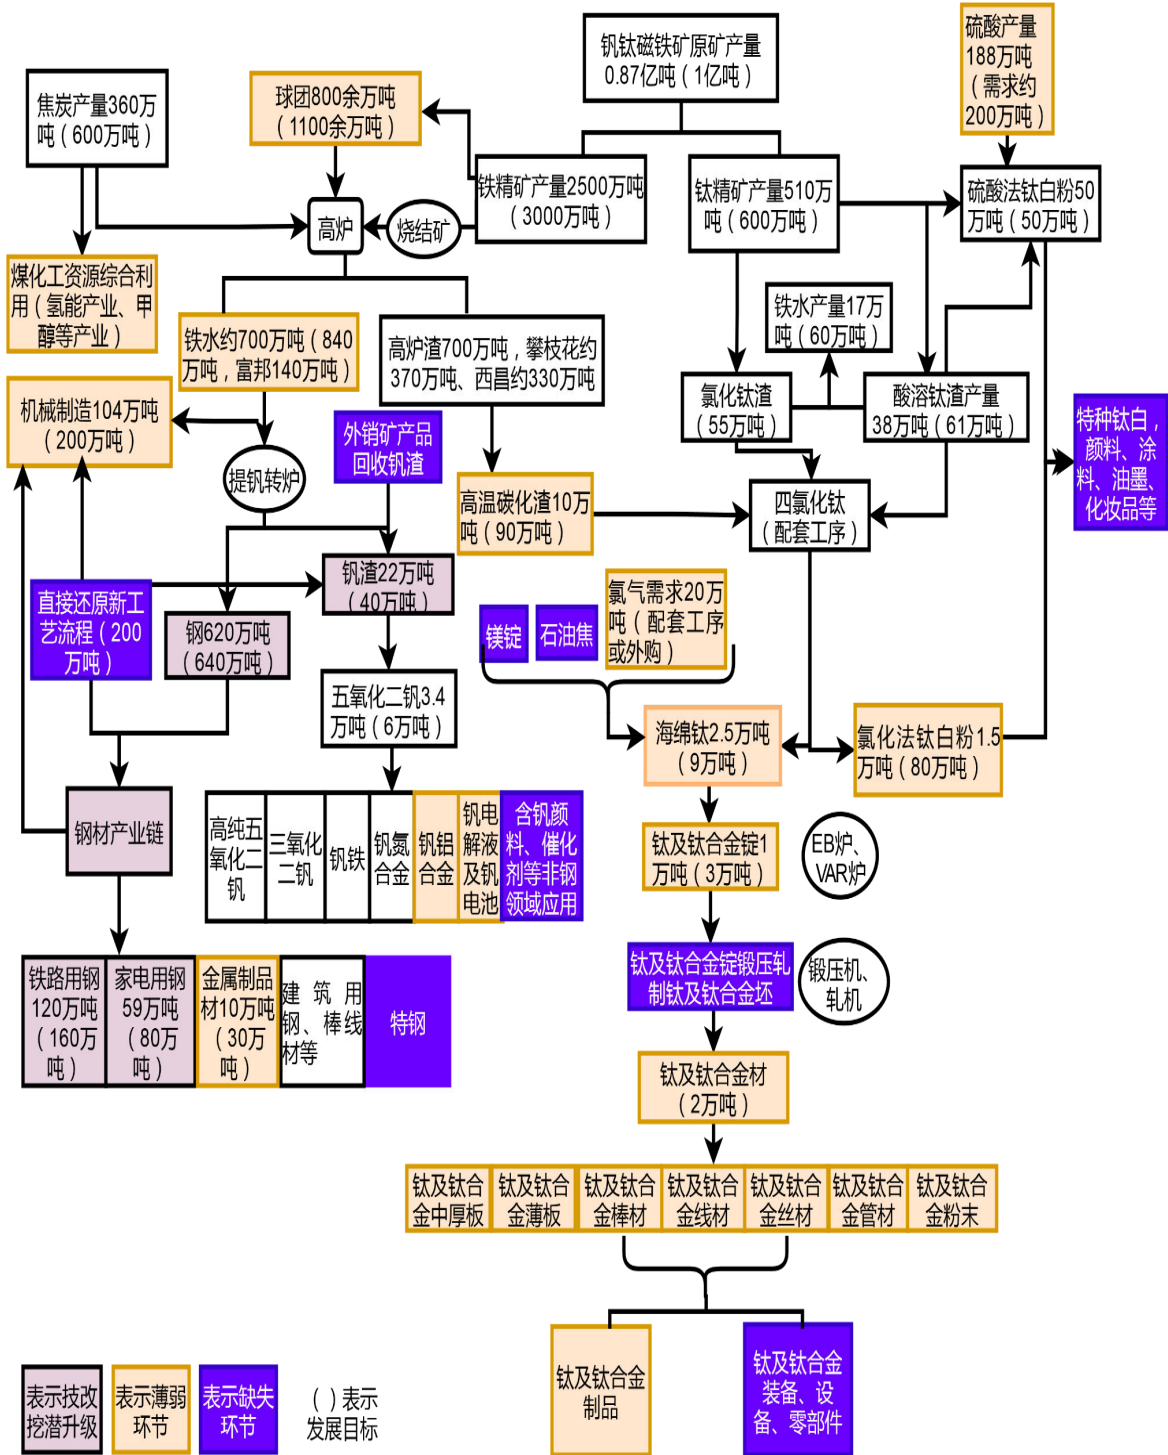 钒钛磁铁矿原矿产量
0.87亿吨（1亿吨）
硫酸产量
188万吨
（需求约
200万吨）
焦炭产量360万
吨（600万吨）
球团800余万吨
（1100余万吨）
铁精矿产量2500万吨
（3000万吨）
钛精矿产量510万
吨（600万吨）
硫酸法钛白粉50
万吨（50万吨）
高炉
烧结矿
煤化工资源综合利
用（氢能产业、甲
醇等产业）
铁水约700万吨（840
万吨，富邦140万吨）
高炉渣700万吨，攀枝花约
370万吨、西昌约330万吨
铁水产量17万
吨（60万吨）
氯化钛渣
（55万吨）
酸溶钛渣产量
38万吨（61万吨）
机械制造104万吨
（200万吨）
外销矿产品
回收钒渣
特种钛白，
颜料、涂
料、油墨、
化妆品等
提钒转炉
高温碳化渣10万
吨（90万吨）
四氯化钛
（配套工序）
直接还原新工
艺流程（200
万吨）
钒渣22万吨
（40万吨）
钢620万吨
（640万吨）
镁锭
石油焦
氯气需求20万
吨（配套工序
或外购）
五氧化二钒3.4
万吨（6万吨）
海绵钛2.5万吨
（9万吨）
氯化法钛白粉1.5
万吨（80万吨）
钢材产业链
高纯五
氧化二
钒
三氧化
二钒
钒铁
钒氮
合金
钒铝
合金
钒电
解液
及钒
电池
含钒颜
料、催化
剂等非钢
领域应用
钛及钛合金锭1
万吨（3万吨）
EB炉、
VAR炉
钛及钛合金锭锻压轧
制钛及钛合金坯
锻压机、
轧机
铁路用钢
120万吨
（160万
吨）
家电用钢
59万吨
（80万
吨）
金属制品
材10万吨
（30万
吨）
建筑用
钢、棒线
材等
特钢
钛及钛合金材
（2万吨）
钛及钛合
金中厚板
钛及钛合
金薄板
钛及钛合
金棒材
钛及钛合
金线材
钛及钛合
金丝材
钛及钛合
金管材
钛及钛合
金粉末
钛及钛合金
制品
钛及钛合金
装备、设
备、零部件
表示技改
挖潜升级
表示薄弱
环节
表示缺失
环节
（ ）表示
发展目标